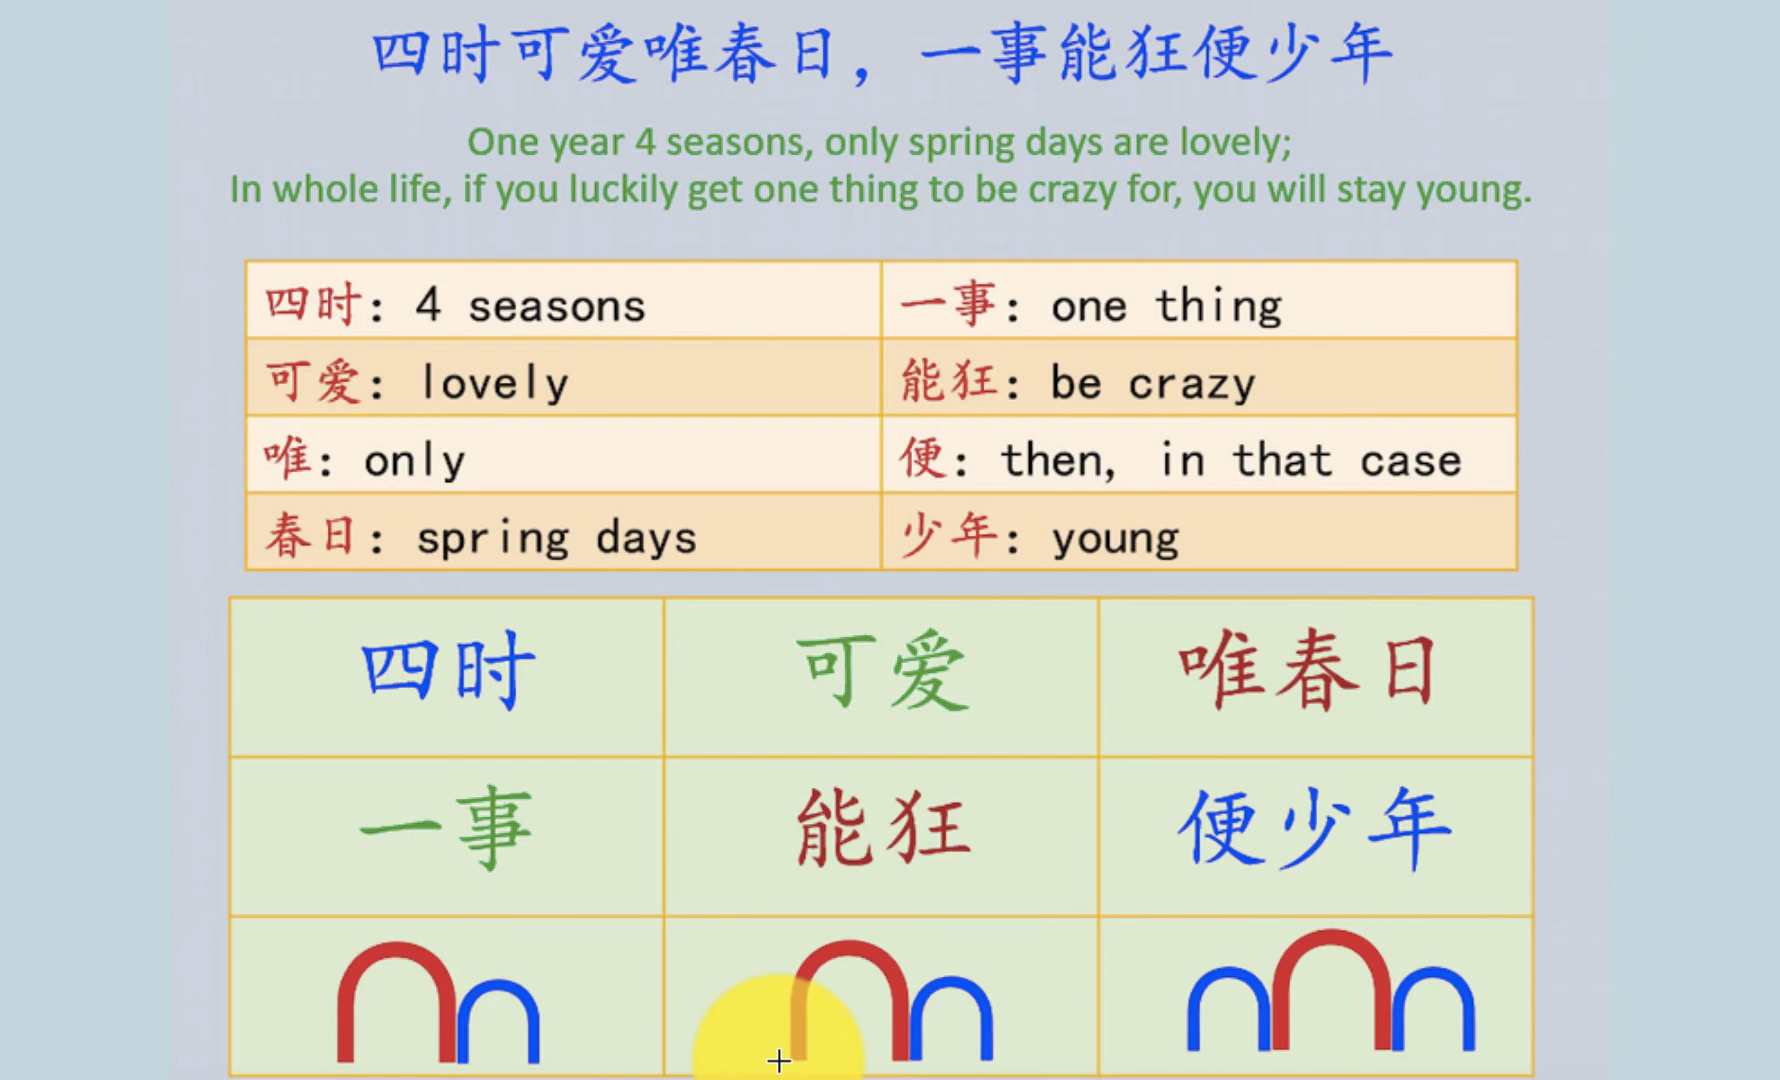 四时可爱唯春日，一事能狂便少年
One year 4 seasons, only spring days are lovely;
In whole life, if you luckily get one thing to be crazy for, you will stay young.
四时：4 seasons
一事：one thing
可爱：lovely
能狂：be crazy
唯：only
便：then, in that case
春日：spring days
少年：young
四时 可爱 唯春日
一事 能狂 便少年